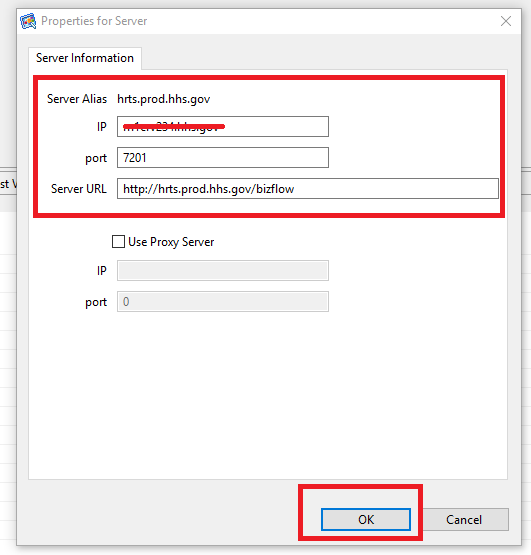 Properties for Server
Server Information
Server Alias hrts.prod.hhs.gov
IP
port 7201
Server URL http://hrts.prod.hhs.gov/bizflow
Use Proxy Server
IP
port 0
OK Cancel